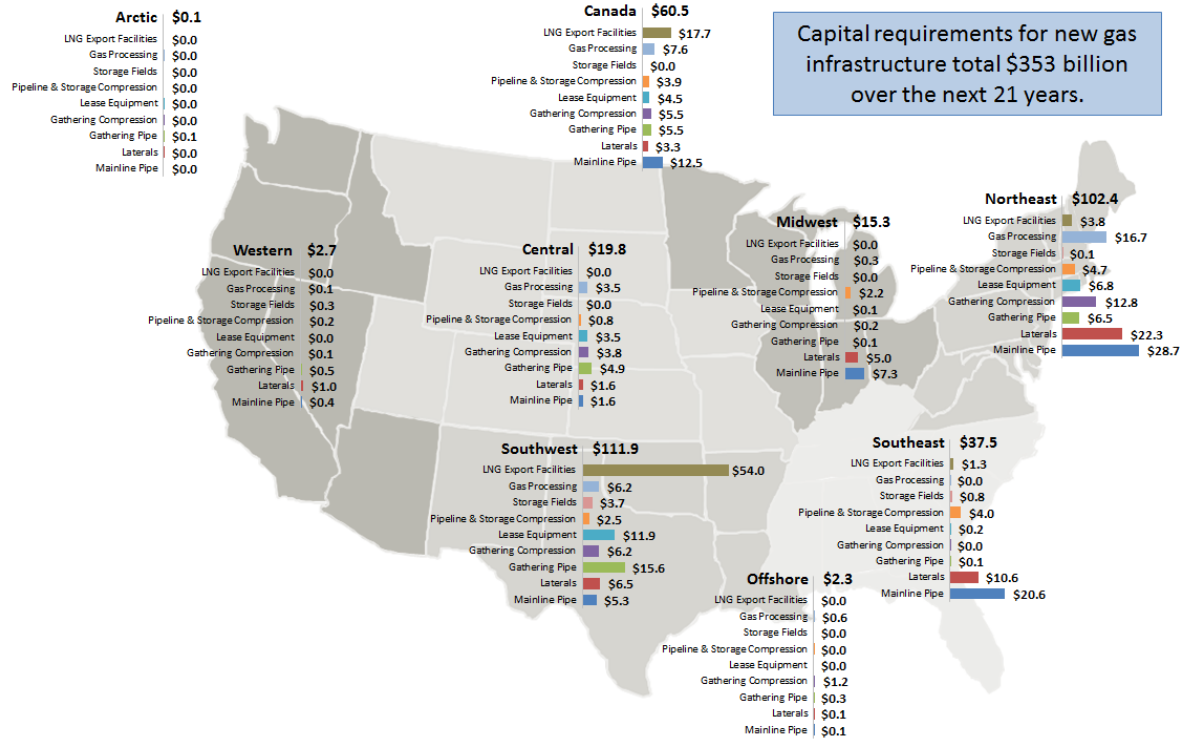 Arctic $0.1
LNG Export Facilities $0.0
Gas Processing $0.0
Storage Fields $0.0
Pipeline & Storage Compression $0.0
Lease Equipment $0.0
Gathering Compression $0.0
Gathering Pipe $0.1
Laterals $0.0
Mainline Pipe $0.0
Canada $60.5
LNG Export Facilities $17.7
Gas Processing $7.6
Storage Fields $0.0
Pipeline & Storage Compression $3.9
Lease Equipment $4.5
Gathering Compression $5.5
Gathering Pipe $5.5
Laterals $3.3
Mainline Pipe $12.5
Capital requirements for new gas
infrastructure total $353 billion
over the next 21 years.
Western $2.7
LNG Export Facilities $0.0
Gas Processing $0.1
Storage Fields $0.3
Pipeline & Storage Compression $0.2
Lease Equipment $0.0
Gathering Compression $0.1
Gathering Pipe $0.5
Laterals $1.0
Mainline Pipe $0.4
Central $19.8
LNG Export Facilities $0.0
Gas Processing $3.5
Storage Fields $0.0
Pipeline & Storage Compression $0.8
Lease Equipment $3.5
Gathering Compression $3.8
Gathering Pipe $4.9
Laterals $1.6
Mainline Pipe $1.6
Midwest $15.3
LNG Export Facilities $0.0
Gas Processing $0.3
Storage Fields $0.0
Pipeline & Storage Compression $2.2
Lease Equipment $0.1
Gathering Compression $0.2
Gathering Pipe $0.1
Laterals $5.0
Mainline Pipe $7.3
Northeast $102.4
LNG Export Facilities $3.8
Gas Processing $16.7
Storage Fields $0.1
Pipeline & Storage Compression $4.7
Lease Equipment $6.8
Gathering Compression $12.8
Gathering Pipe $6.5
Laterals $22.3
Mainline Pipe $28.7
Southwest $111.9
LNG Export Facilities $54.0
Gas Processing $6.2
Storage Fields $3.7
Pipeline & Storage Compression $2.5
Lease Equipment $11.9
Gathering Compression $6.2
Gathering Pipe $15.6
Laterals $6.5
Mainline Pipe $5.3
Southeast $37.5
LNG Export Facilities $1.3
Gas Processing $0.0
Storage Fields $0.8
Pipeline & Storage Compression $4.0
Lease Equipment $0.2
Gathering Compression $0.0
Gathering Pipe $0.1
Laterals $10.6
Mainline Pipe $20.6
Offshore $2.3
LNG Export Facilities $0.0
Gas Processing $0.6
Storage Fields $0.0
Pipeline & Storage Compression $0.0
Lease Equipment $0.0
Gathering Compression $1.2
Gathering Pipe $0.3
Laterals $0.1
Mainline Pipe $0.1